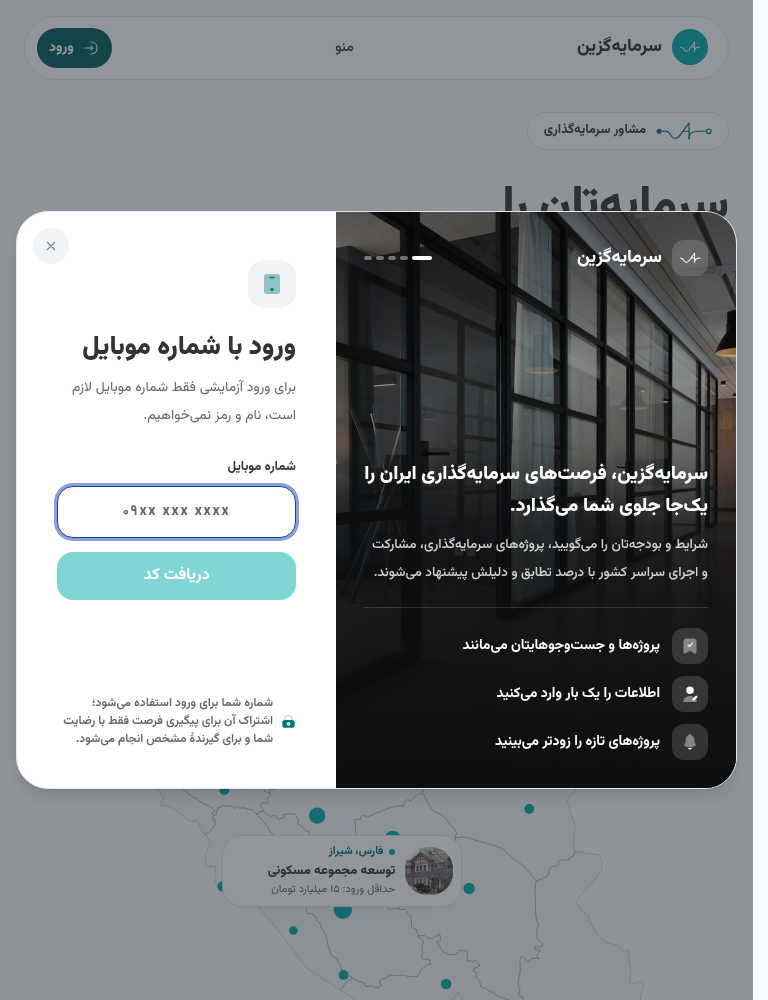 سرمایه‌گزین
منو
ورود
مشاور سرمایه‌گذاری
سرمایه‌تان را
سرمایه‌گزین
سرمایه‌گزین، فرصت‌های سرمایه‌گذاری ایران را
یک‌جا جلوی شما می‌گذارد.
شرایط و بودجه‌تان را می‌گویید، پروژه‌های سرمایه‌گذاری، مشارکت
و اجرای سراسر کشور با درصد تطابق و دلیلش پیشنهاد می‌شوند.
پروژه‌ها و جست‌وجوهایتان می‌مانند
اطلاعات را یک بار وارد می‌کنید
پروژه‌های تازه را زودتر می‌بینید
ورود با شماره موبایل
برای ورود آزمایشی فقط شماره موبایل لازم
است، نام و رمز نمی‌خواهیم.
شماره موبایل
۰۹xx xxx xxxx
دریافت کد
شماره شما برای ورود استفاده می‌شود؛
اشتراک آن برای پیگیری فرصت فقط با رضایت
شما و برای گیرندهٔ مشخص انجام می‌شود.
فارس، شیراز
توسعه مجموعه مسکونی
حداقل ورود: ۱۵ میلیارد تومان